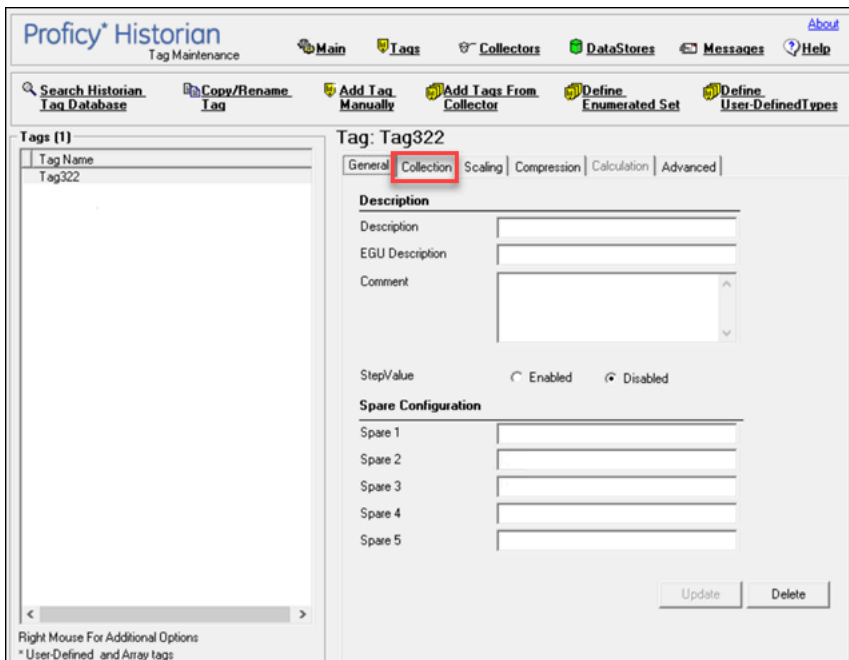 About
Proficy* Historian
Tag Maintenance
Main Tags Collectors DataStores Messages Help
Search Historian Tag Database
Copy/Rename Tag
Add Tag Manually
Add Tags From Collector
Define Enumerated Set
Define User-DefinedTypes
Tags (1)
Tag Name
Tag322
Right Mouse For Additional Options
* User-Defined and Array tags
Tag: Tag322
General Collection Scaling Compression Calculation Advanced
Description
Description
EGU Description
Comment
StepValue Enabled Disabled
Spare Configuration
Spare 1
Spare 2
Spare 3
Spare 4
Spare 5
Update Delete